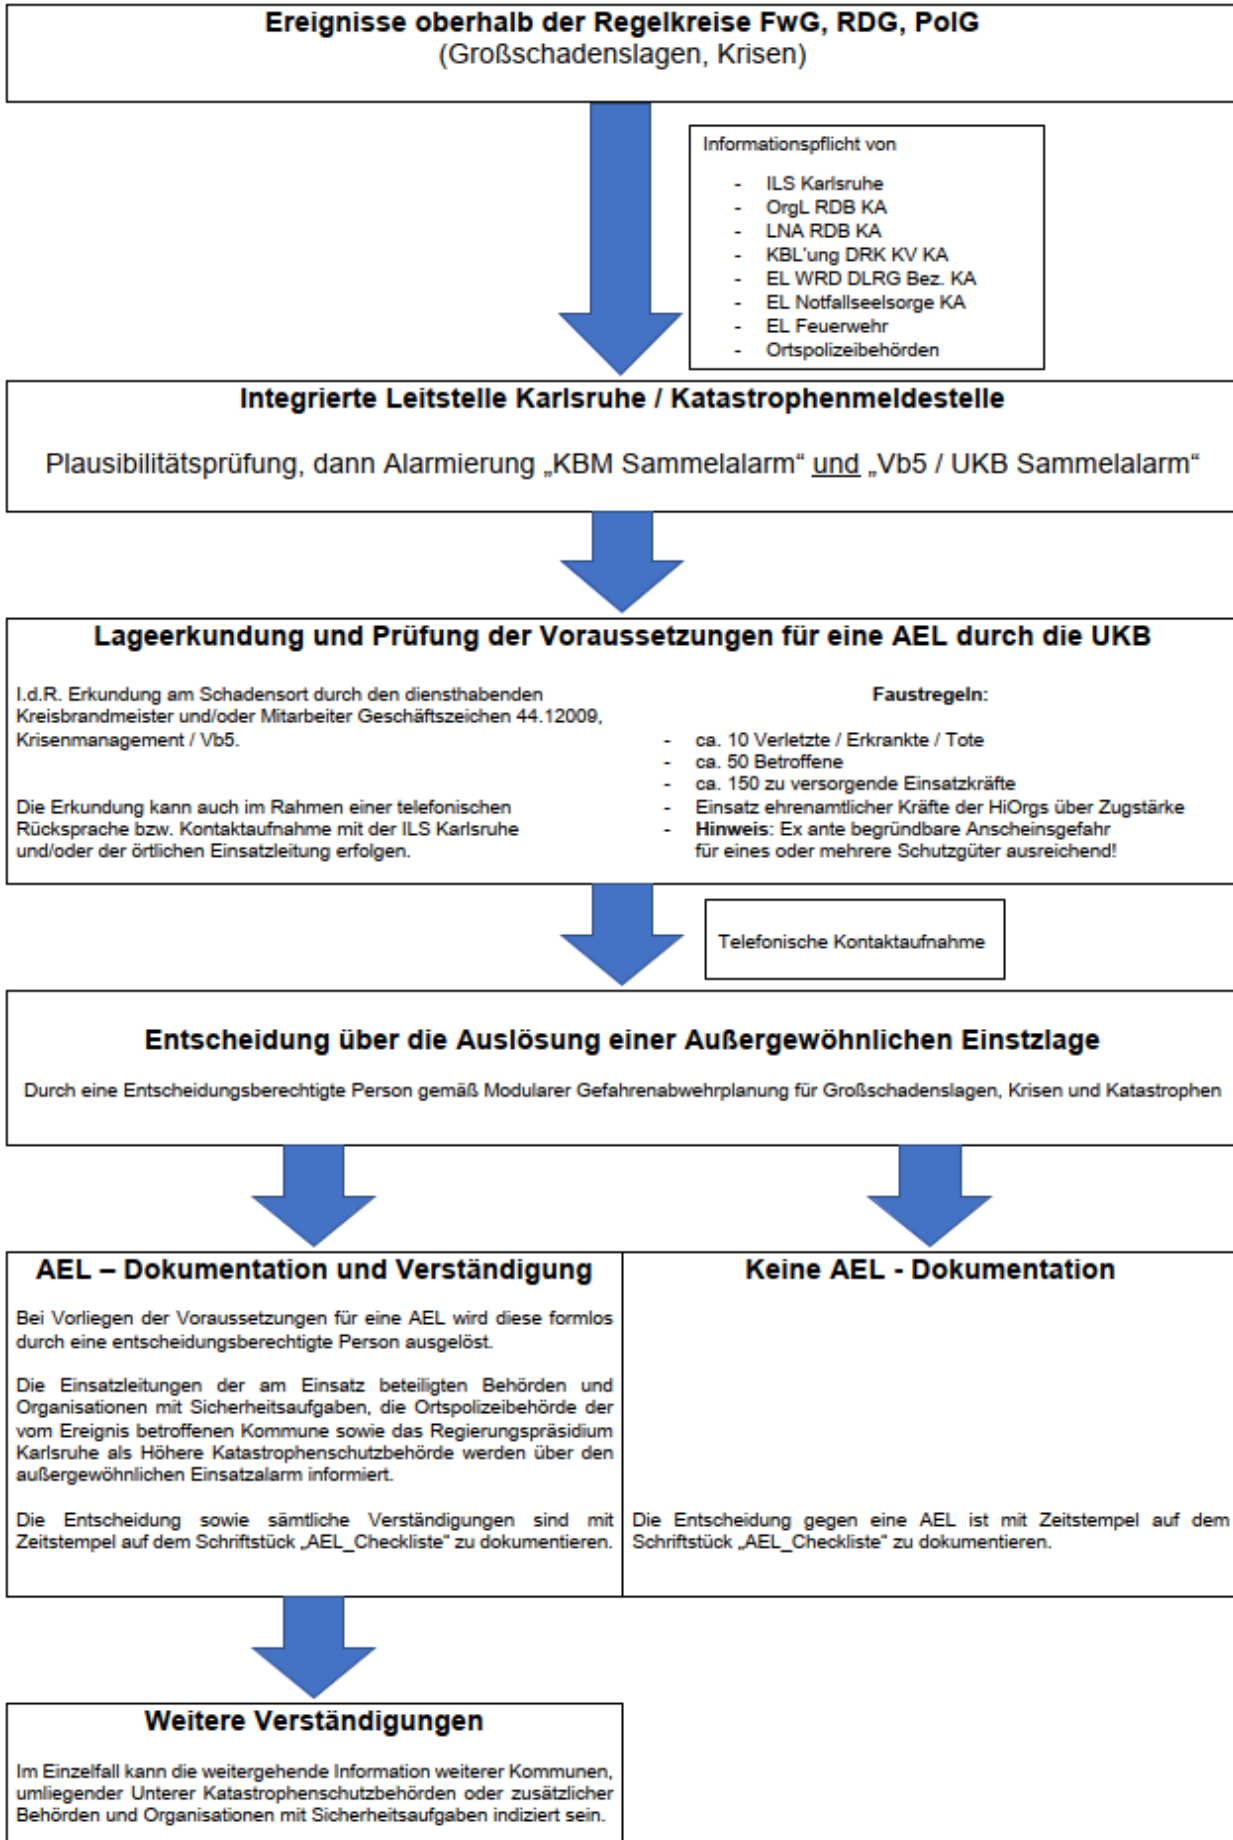 Ereignisse oberhalb der Regelkreise FwG, RDG, PolG
(Großschadenslagen, Krisen)
Informationspflicht von
- ILS Karlsruhe
- OrgL RDB KA
- LNA RDB KA
- KBL'ung DRK KV KA
- EL WRD DLRG Bez. KA
- EL Notfallseelsorge KA
- EL Feuerwehr
- Ortspolizeibehörden
Integrierte Leitstelle Karlsruhe / Katastrophenmeldestelle
Plausibilitätsprüfung, dann Alarmierung „KBM Sammelalarm“ und „Vb5 / UKB Sammelalarm“
Lageerkundung und Prüfung der Voraussetzungen für eine AEL durch die UKB
I.d.R. Erkundung am Schadensort durch den diensthabenden
Kreisbrandmeister und/oder Mitarbeiter Geschäftszeichen 44.12009,
Krisenmanagement / Vb5.
Die Erkundung kann auch im Rahmen einer telefonischen
Rücksprache bzw. Kontaktaufnahme mit der ILS Karlsruhe
und/oder der örtlichen Einsatzleitung erfolgen.
Faustregeln:
- ca. 10 Verletzte / Erkrankte / Tote
- ca. 50 Betroffene
- ca. 150 zu versorgende Einsatzkräfte
- Einsatz ehrenamtlicher Kräfte der HiOrgs über Zugstärke
- Hinweis: Ex ante begründbare Anscheinsgefahr
für eines oder mehrere Schutzgüter ausreichend!
Telefonische Kontaktaufnahme
Entscheidung über die Auslösung einer Außergewöhnlichen Einstzlage
Durch eine Entscheidungsberechtigte Person gemäß Modularer Gefahrenabwehrplanung für Großschadenslagen, Krisen und Katastrophen
AEL – Dokumentation und Verständigung
Bei Vorliegen der Voraussetzungen für eine AEL wird diese formlos
durch eine entscheidungsberechtigte Person ausgelöst.
Die Einsatzleitungen der am Einsatz beteiligten Behörden und
Organisationen mit Sicherheitsaufgaben, die Ortspolizeibehörde der
vom Ereignis betroffenen Kommune sowie das Regierungspräsidium
Karlsruhe als Höhere Katastrophenschutzbehörde werden über den
außergewöhnlichen Einsatzalarm informiert.
Die Entscheidung sowie sämtliche Verständigungen sind mit
Zeitstempel auf dem Schriftstück „AEL_Checkliste“ zu dokumentieren.
Keine AEL - Dokumentation
Die Entscheidung gegen eine AEL ist mit Zeitstempel auf dem
Schriftstück „AEL_Checkliste“ zu dokumentieren.
Weitere Verständigungen
Im Einzelfall kann die weitergehende Information weiterer Kommunen,
umliegender Unterer Katastrophenschutzbehörden oder zusätzlicher
Behörden und Organisationen mit Sicherheitsaufgaben indiziert sein.